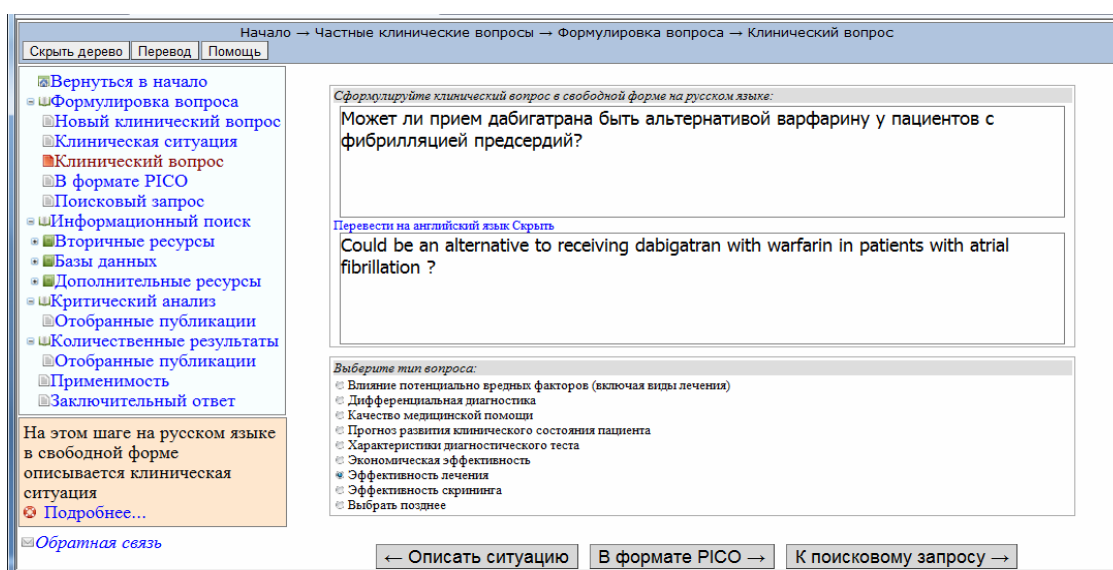 Начало → Частные клинические вопросы → Формулировка вопроса → Клинический вопрос
Скрыть дерево Перевод Помощь
Вернуться в начало
Формулировка вопроса
Новый клинический вопрос
Клиническая ситуация
Клинический вопрос
В формате PICO
Поисковый запрос
Информационный поиск
Вторичные ресурсы
Базы данных
Дополнительные ресурсы
Критический анализ
Отобранные публикации
Количественные результаты
Отобранные публикации
Применимость
Заключительный ответ
На этом шаге на русском языке
в свободной форме
описывается клиническая
ситуация
Подробнее...
Обратная связь
Сформулируйте клинический вопрос в свободной форме на русском языке:
Может ли прием дабигатрана быть альтернативой варфарину у пациентов с
фибрилляцией предсердий?
Перевести на английский язык Скрыть
Could be an alternative to receiving dabigatran with warfarin in patients with atrial
fibrillation ?
Выберите тип вопроса:
Влияние потенциально вредных факторов (включая виды лечения)
Дифференциальная диагностика
Качество медицинской помощи
Прогноз развития клинического состояния пациента
Характеристики диагностического теста
Экономическая эффективность
Эффективность лечения
Эффективность скрининга
Выбрать позднее
← Описать ситуацию В формате PICO → К поисковому запросу →